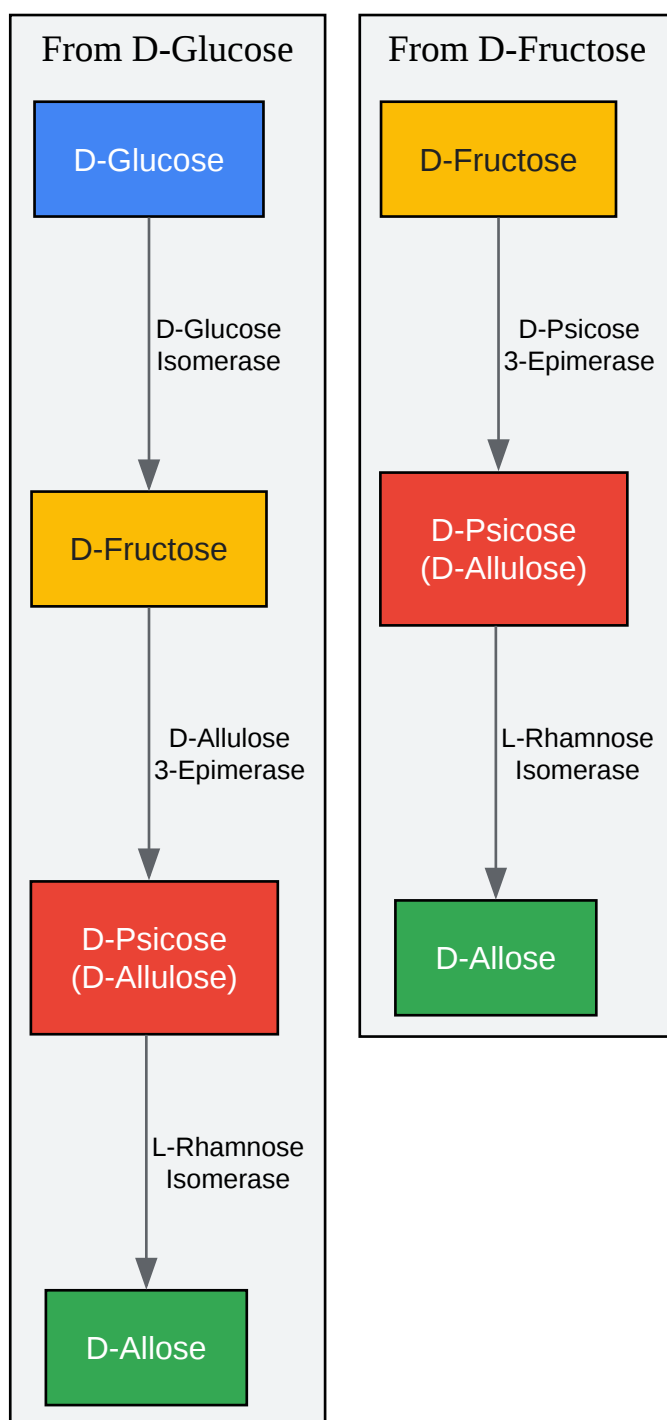 From D-Glucose
D-Glucose
D-Glucose
Isomerase
D-Fructose
D-Allulose
3-Epimerase
D-Psicose
(D-Allulose)
L-Rhamnose
Isomerase
D-Allose
From D-Fructose
D-Fructose
D-Psicose
3-Epimerase
D-Psicose
(D-Allulose)
L-Rhamnose
Isomerase
D-Allose